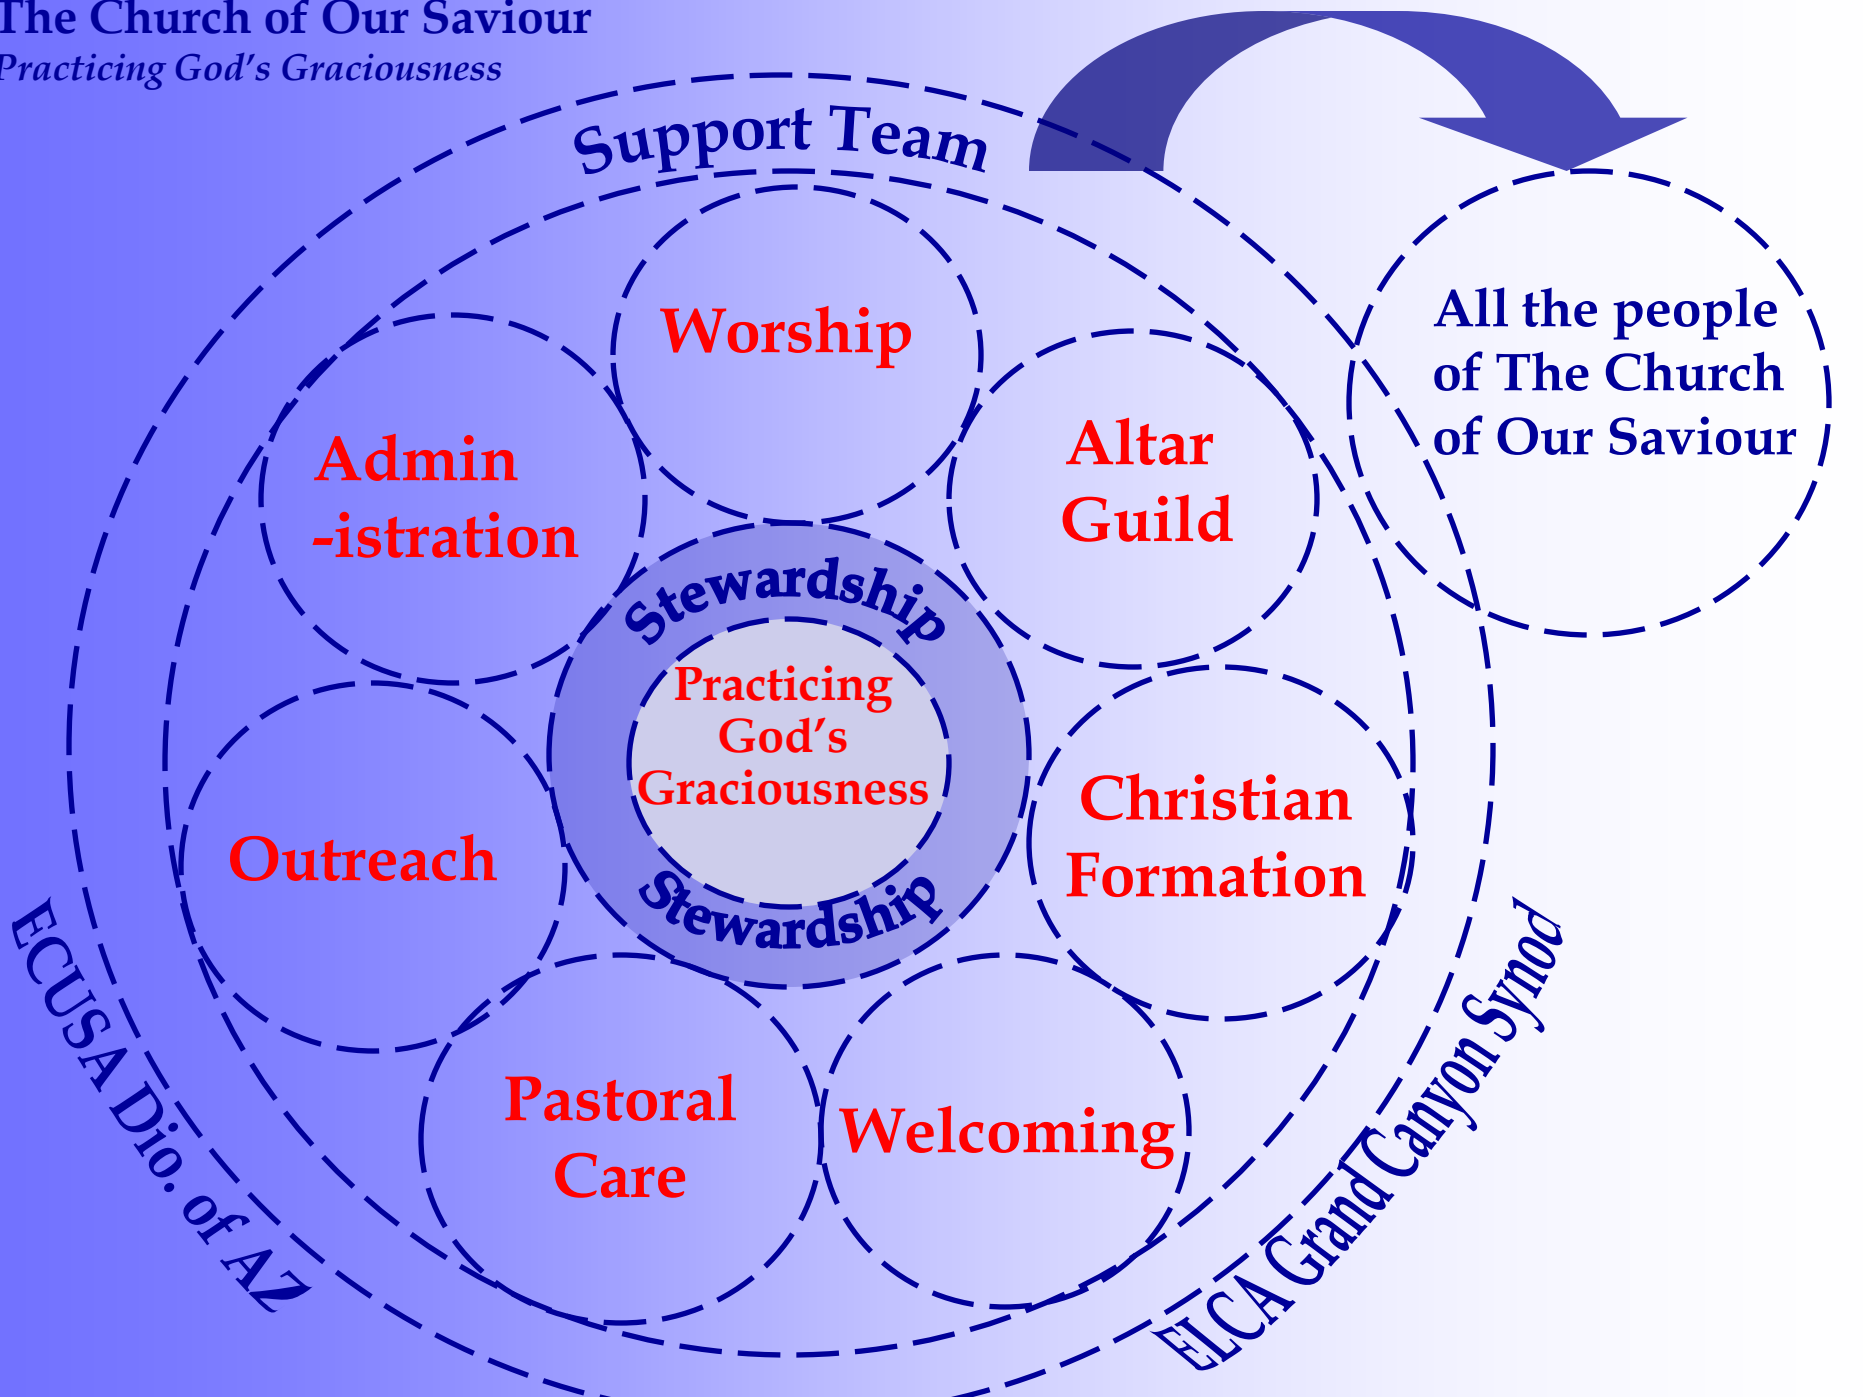 The Church of Our Saviour
Practicing God's Graciousness
Support Team
Worship
All the people
of The Church
of Our Saviour
Admin
-istration
Altar
Guild
Stewardship
Practicing
God's
Graciousness
Stewardship
Outreach
Christian
Formation
Pastoral
Care
Welcoming
ECUSA Dio. of AZ
ELCA Grand Canyon Synod